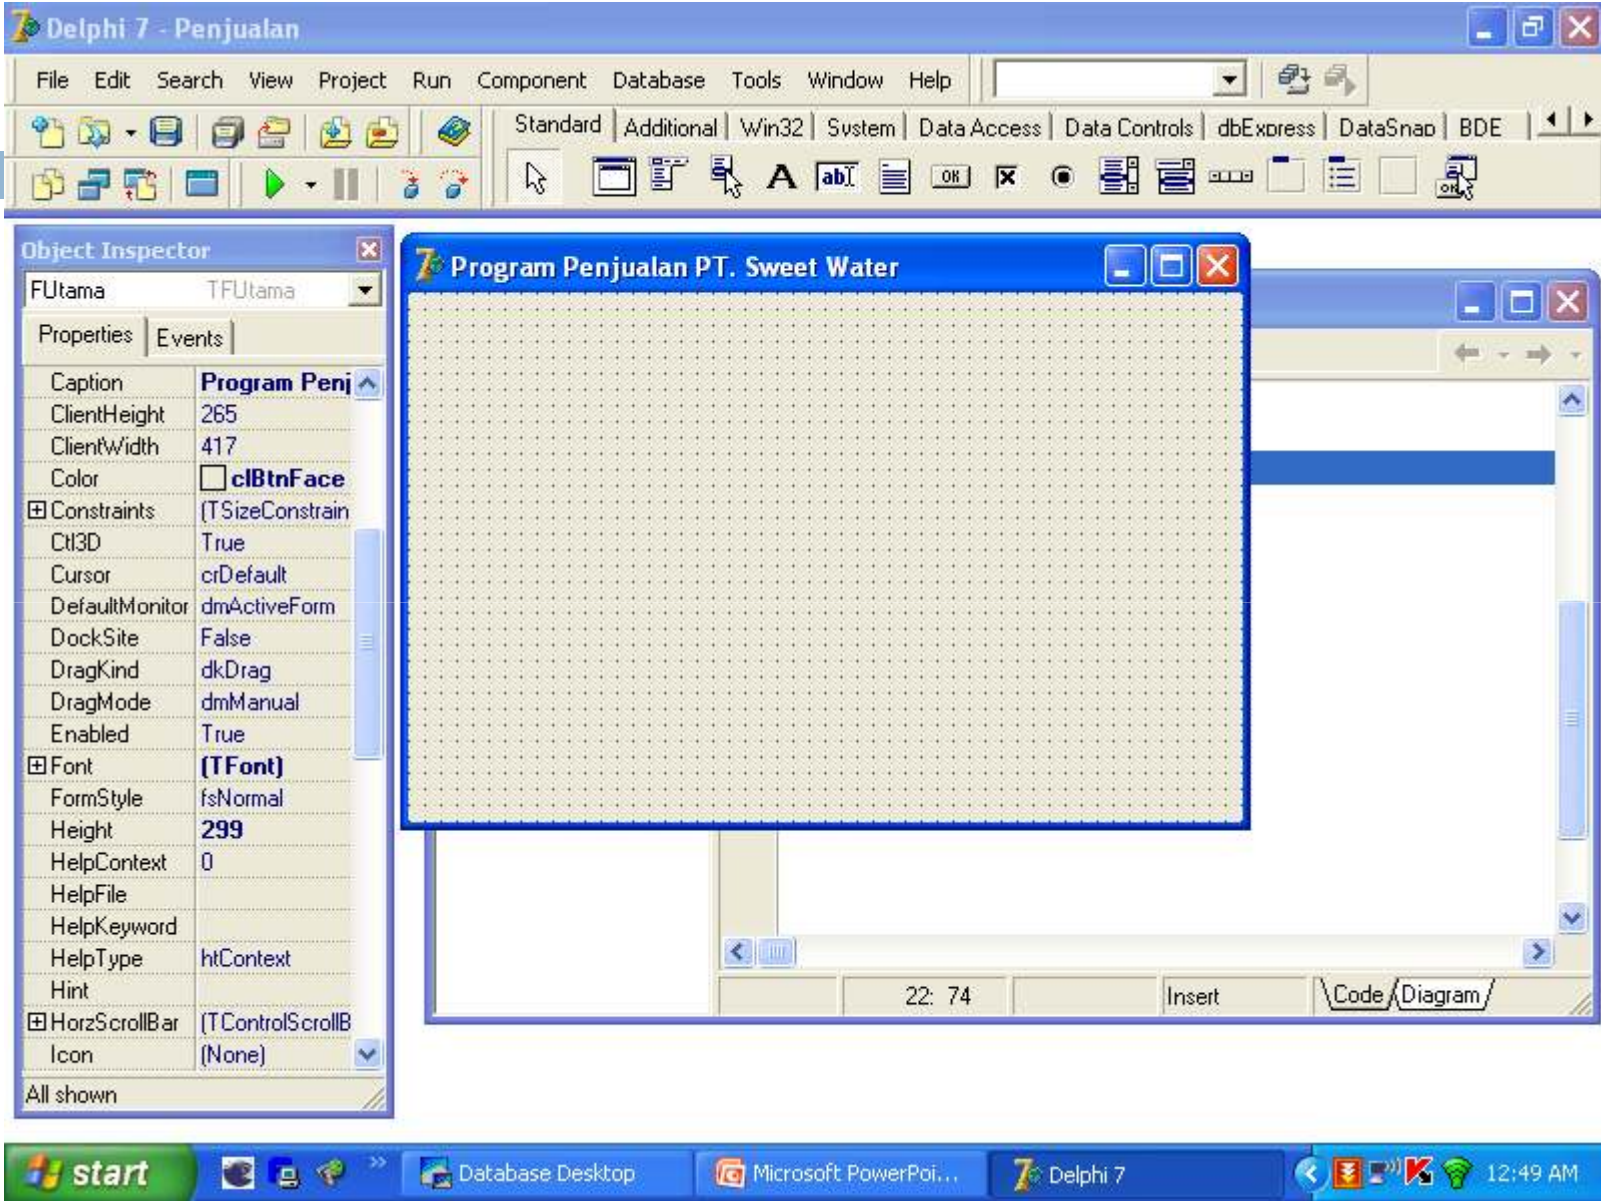 Delphi 7 - Penjualan
File Edit Search View Project Run Component Database Tools Window Help
Standard Additional Win32 System Data Access Data Controls dbExpress DataSnap BDE
A ab OK OK
Object Inspector
FUtama TFUtama
Properties Events
Caption Program Penj
ClientHeight 265
ClientWidth 417
Color clBtnFace
Constraints (TSizeConstrain
Ctl3D True
Cursor crDefault
DefaultMonitor dmActiveForm
DockSite False
DragKind dkDrag
DragMode dmManual
Enabled True
Font (TFont)
FormStyle fsNormal
Height 299
HelpContext 0
HelpFile
HelpKeyword
HelpType htContext
Hint
HorzScrollBar (TControlScrollB
Icon (None)
All shown
Program Penjualan PT. Sweet Water
22: 74 Insert Code Diagram
start Database Desktop Microsoft PowerPoi... Delphi 7 12:49 AM